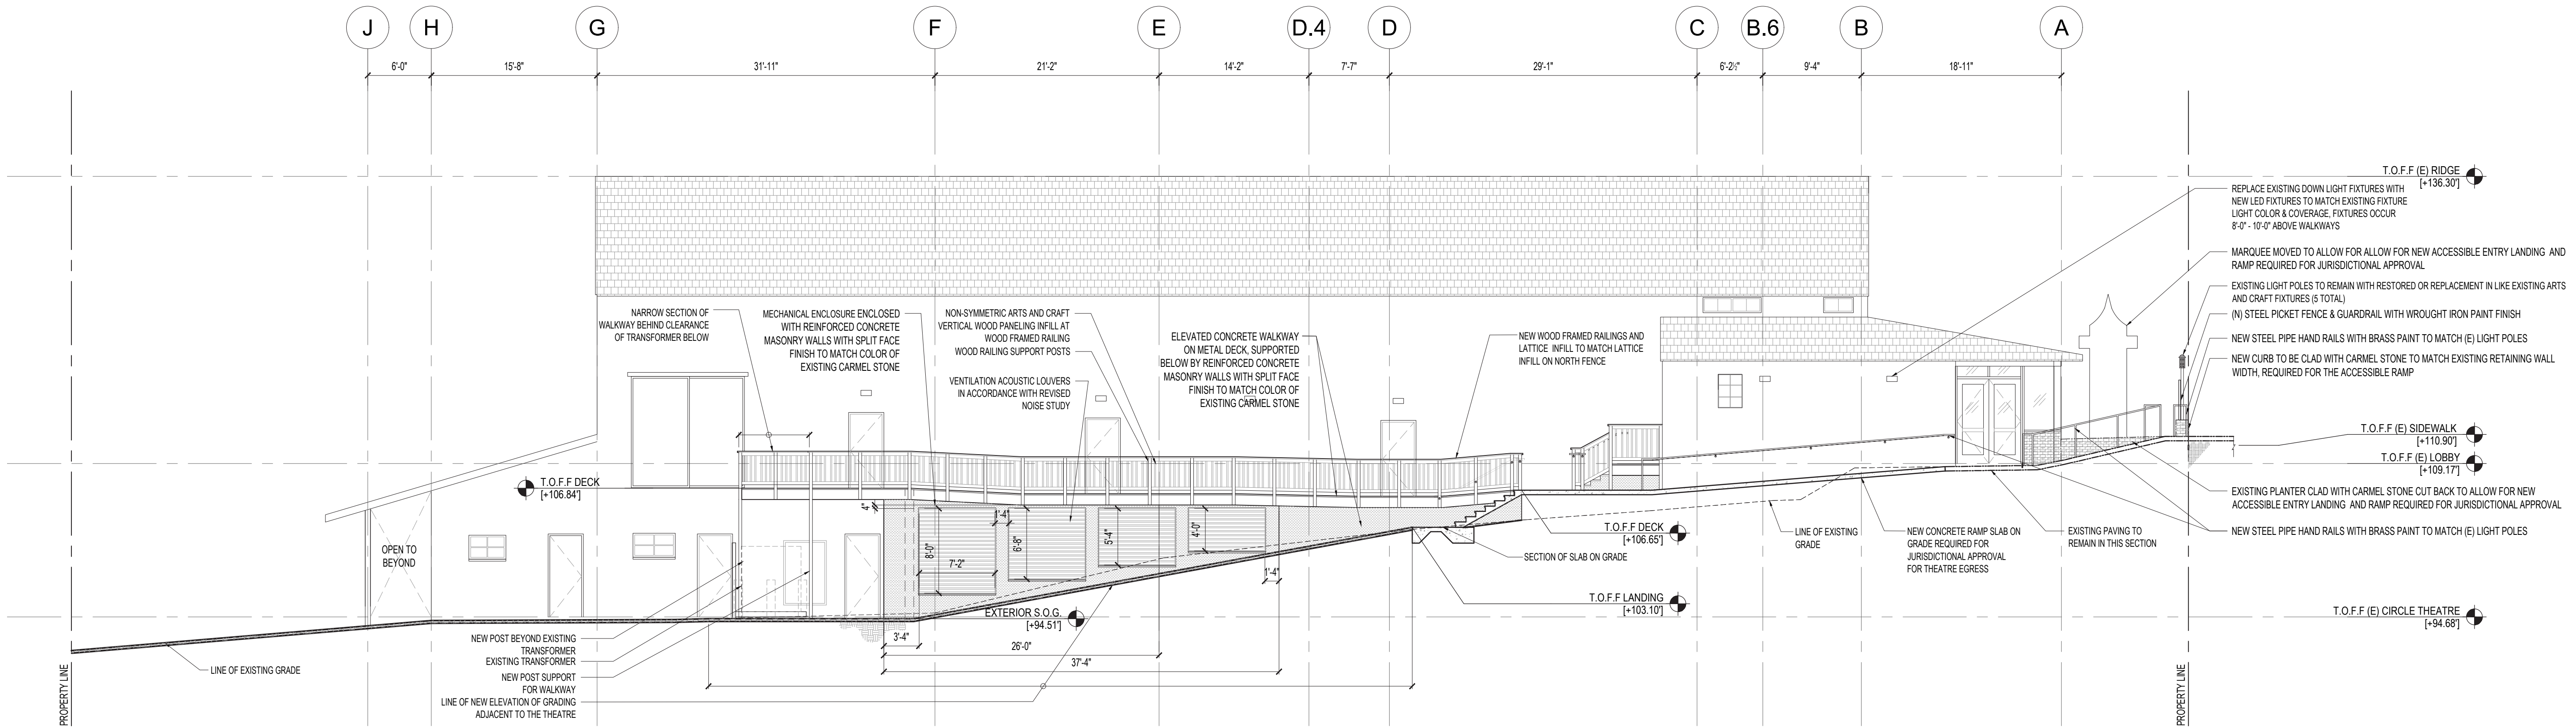 J
H
G
F
E
D.4
D
C
B.6
B
A
6'-0"
15'-8"
31'-11"
21'-2"
14'-2"
7'-7"
29'-1"
6'-2½"
9'-4"
18'-11"
T.O.F.F (E) RIDGE
[+136.30']
REPLACE EXISTING DOWN LIGHT FIXTURES WITH
NEW LED FIXTURES TO MATCH EXISTING FIXTURE
LIGHT COLOR & COVERAGE, FIXTURES OCCUR
8'-0" - 10'-0" ABOVE WALKWAYS
MARQUEE MOVED TO ALLOW FOR ALLOW FOR NEW ACCESSIBLE ENTRY LANDING AND
RAMP REQUIRED FOR JURISDICTIONAL APPROVAL
EXISTING LIGHT POLES TO REMAIN WITH RESTORED OR REPLACEMENT IN LIKE EXISTING ARTS
AND CRAFT FIXTURES (5 TOTAL)
(N) STEEL PICKET FENCE & GUARDRAIL WITH WROUGHT IRON PAINT FINISH
NEW STEEL PIPE HAND RAILS WITH BRASS PAINT TO MATCH (E) LIGHT POLES
NEW CURB TO BE CLAD WITH CARMEL STONE TO MATCH EXISTING RETAINING WALL
WIDTH, REQUIRED FOR THE ACCESSIBLE RAMP
T.O.F.F (E) SIDEWALK
[+110.90']
T.O.F.F (E) LOBBY
[+109.17']
EXISTING PLANTER CLAD WITH CARMEL STONE CUT BACK TO ALLOW FOR NEW
ACCESSIBLE ENTRY LANDING AND RAMP REQUIRED FOR JURISDICTIONAL APPROVAL
NEW STEEL PIPE HAND RAILS WITH BRASS PAINT TO MATCH (E) LIGHT POLES
T.O.F.F (E) CIRCLE THEATRE
[+94.68']
NARROW SECTION OF
WALKWAY BEHIND CLEARANCE
OF TRANSFORMER BELOW
MECHANICAL ENCLOSURE ENCLOSED
WITH REINFORCED CONCRETE
MASONRY WALLS WITH SPLIT FACE
FINISH TO MATCH COLOR OF
EXISTING CARMEL STONE
NON-SYMMETRIC ARTS AND CRAFT
VERTICAL WOOD PANELING INFILL AT
WOOD FRAMED RAILING
WOOD RAILING SUPPORT POSTS
VENTILATION ACOUSTIC LOUVERS
IN ACCORDANCE WITH REVISED
NOISE STUDY
ELEVATED CONCRETE WALKWAY
ON METAL DECK, SUPPORTED
BELOW BY REINFORCED CONCRETE
MASONRY WALLS WITH SPLIT FACE
FINISH TO MATCH COLOR OF
EXISTING CARMEL STONE
NEW WOOD FRAMED RAILINGS AND
LATTICE INFILL TO MATCH LATTICE
INFILL ON NORTH FENCE
T.O.F.F DECK
[+106.84']
4"
1'-4"
8'-0"
7'-2"
6'-8"
5'-4"
4'-0"
1'-4"
OPEN TO
BEYOND
T.O.F.F DECK
[+106.65']
SECTION OF SLAB ON GRADE
T.O.F.F LANDING
[+103.10']
LINE OF EXISTING
GRADE
NEW CONCRETE RAMP SLAB ON
GRADE REQUIRED FOR
JURISDICTIONAL APPROVAL
FOR THEATRE EGRESS
EXISTING PAVING TO
REMAIN IN THIS SECTION
EXTERIOR S.O.G.
[+94.51']
3'-4"
26'-0"
37'-4"
NEW POST BEYOND EXISTING
TRANSFORMER
EXISTING TRANSFORMER
NEW POST SUPPORT
FOR WALKWAY
LINE OF NEW ELEVATION OF GRADING
ADJACENT TO THE THEATRE
LINE OF EXISTING GRADE
PROPERTY LINE
PROPERTY LINE